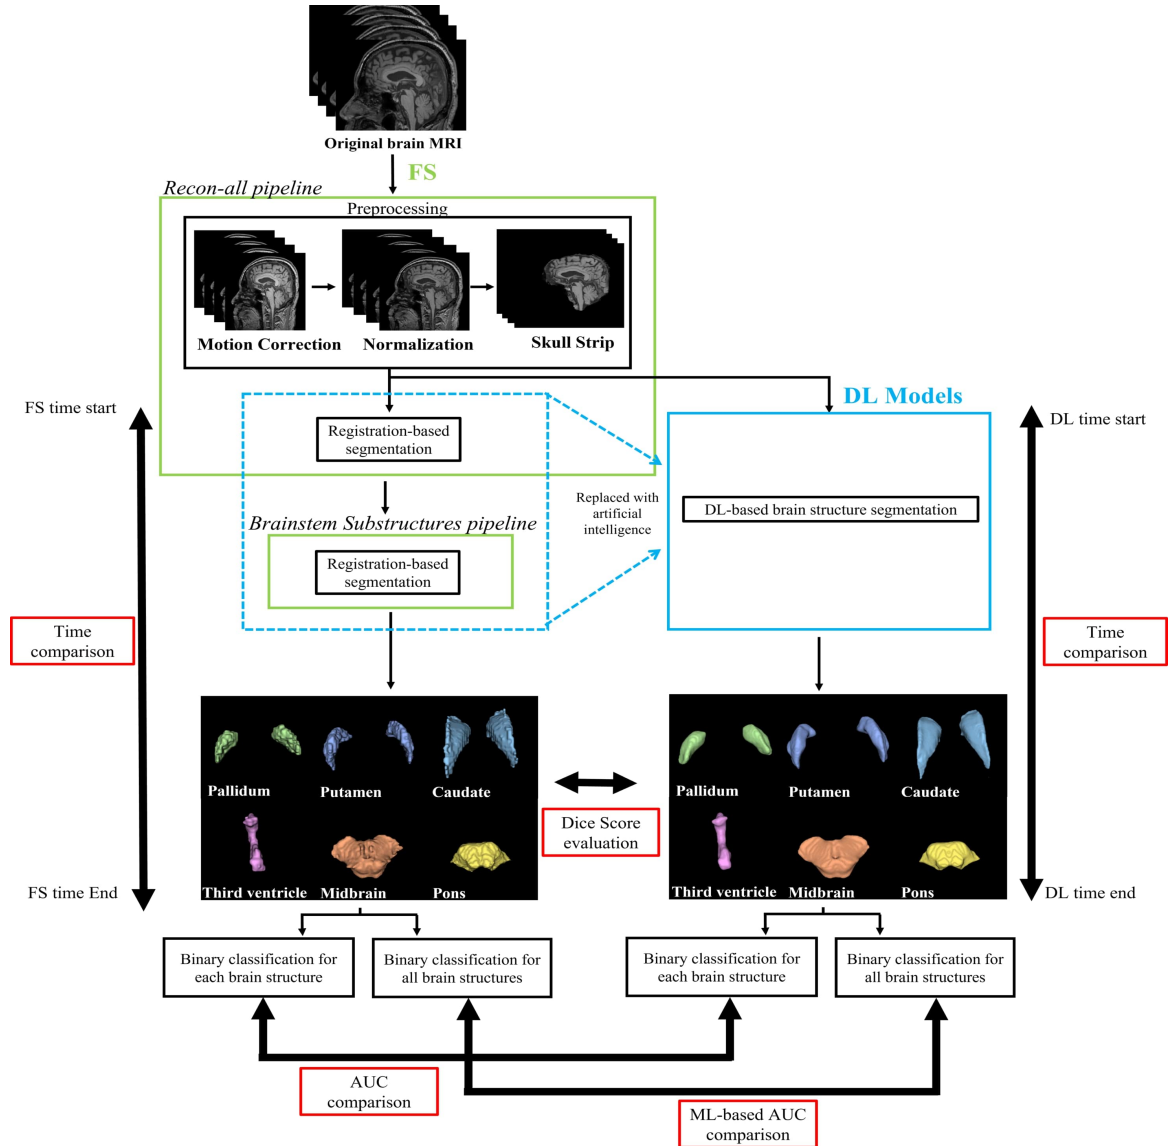 Original brain MRI
FS
Recon-all pipeline
Preprocessing
Motion Correction
Normalization
Skull Strip
DL Models
FS time start
DL time start
Registration-based
segmentation
Replaced with
artificial
intelligence
DL-based brain structure segmentation
Brainstem Substructures pipeline
Registration-based
segmentation
Time
comparison
Time
comparison
Pallidum
Putamen
Caudate
Pallidum
Putamen
Caudate
Dice Score
evaluation
Third ventricle
Midbrain
Pons
Third ventricle
Midbrain
Pons
FS time End
DL time end
Binary classification for
each brain structure
Binary classification for
all brain structures
Binary classification for
each brain structure
Binary classification for
all brain structures
AUC
comparison
ML-based AUC
comparison